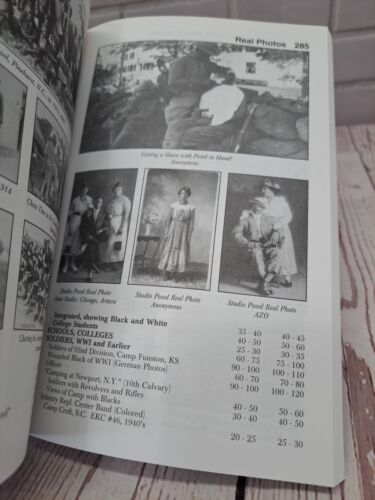 Real Photos 285
914
Getting a Shave with Pistol in Hand!
Anonymous
Studio Posed Real Photo
State Studio, Chicago, Artura
Studio Posed Real Photo
Anonymous
Studio Posed Real Photo
AZO
Integrated, showing Black and White 35 - 40 40 - 45
College Students 40 - 50 50 - 60
SCHOOLS, COLLEGES 25 - 30 30 - 35
SOLDIERS, WWI and Earlier 60 - 75 75 - 100
Soldiers of 92nd Division, Camp Funston, KS 90 - 100 100 - 110
Wounded Black of WWI (German Photos) 60 - 70 70 - 80
Officer 90 - 100 100 - 120
"Camping at Newport, N.Y." (10th Calvary)
Soldiers with Revolvers and Rifles 40 - 50 50 - 60
Views of Camp with Blacks 30 - 40 40 - 50
Infantry Repl. Center Band (Colored)
Camp Croft, S.C. EKC #46, 1940's 20 - 25 25 - 30